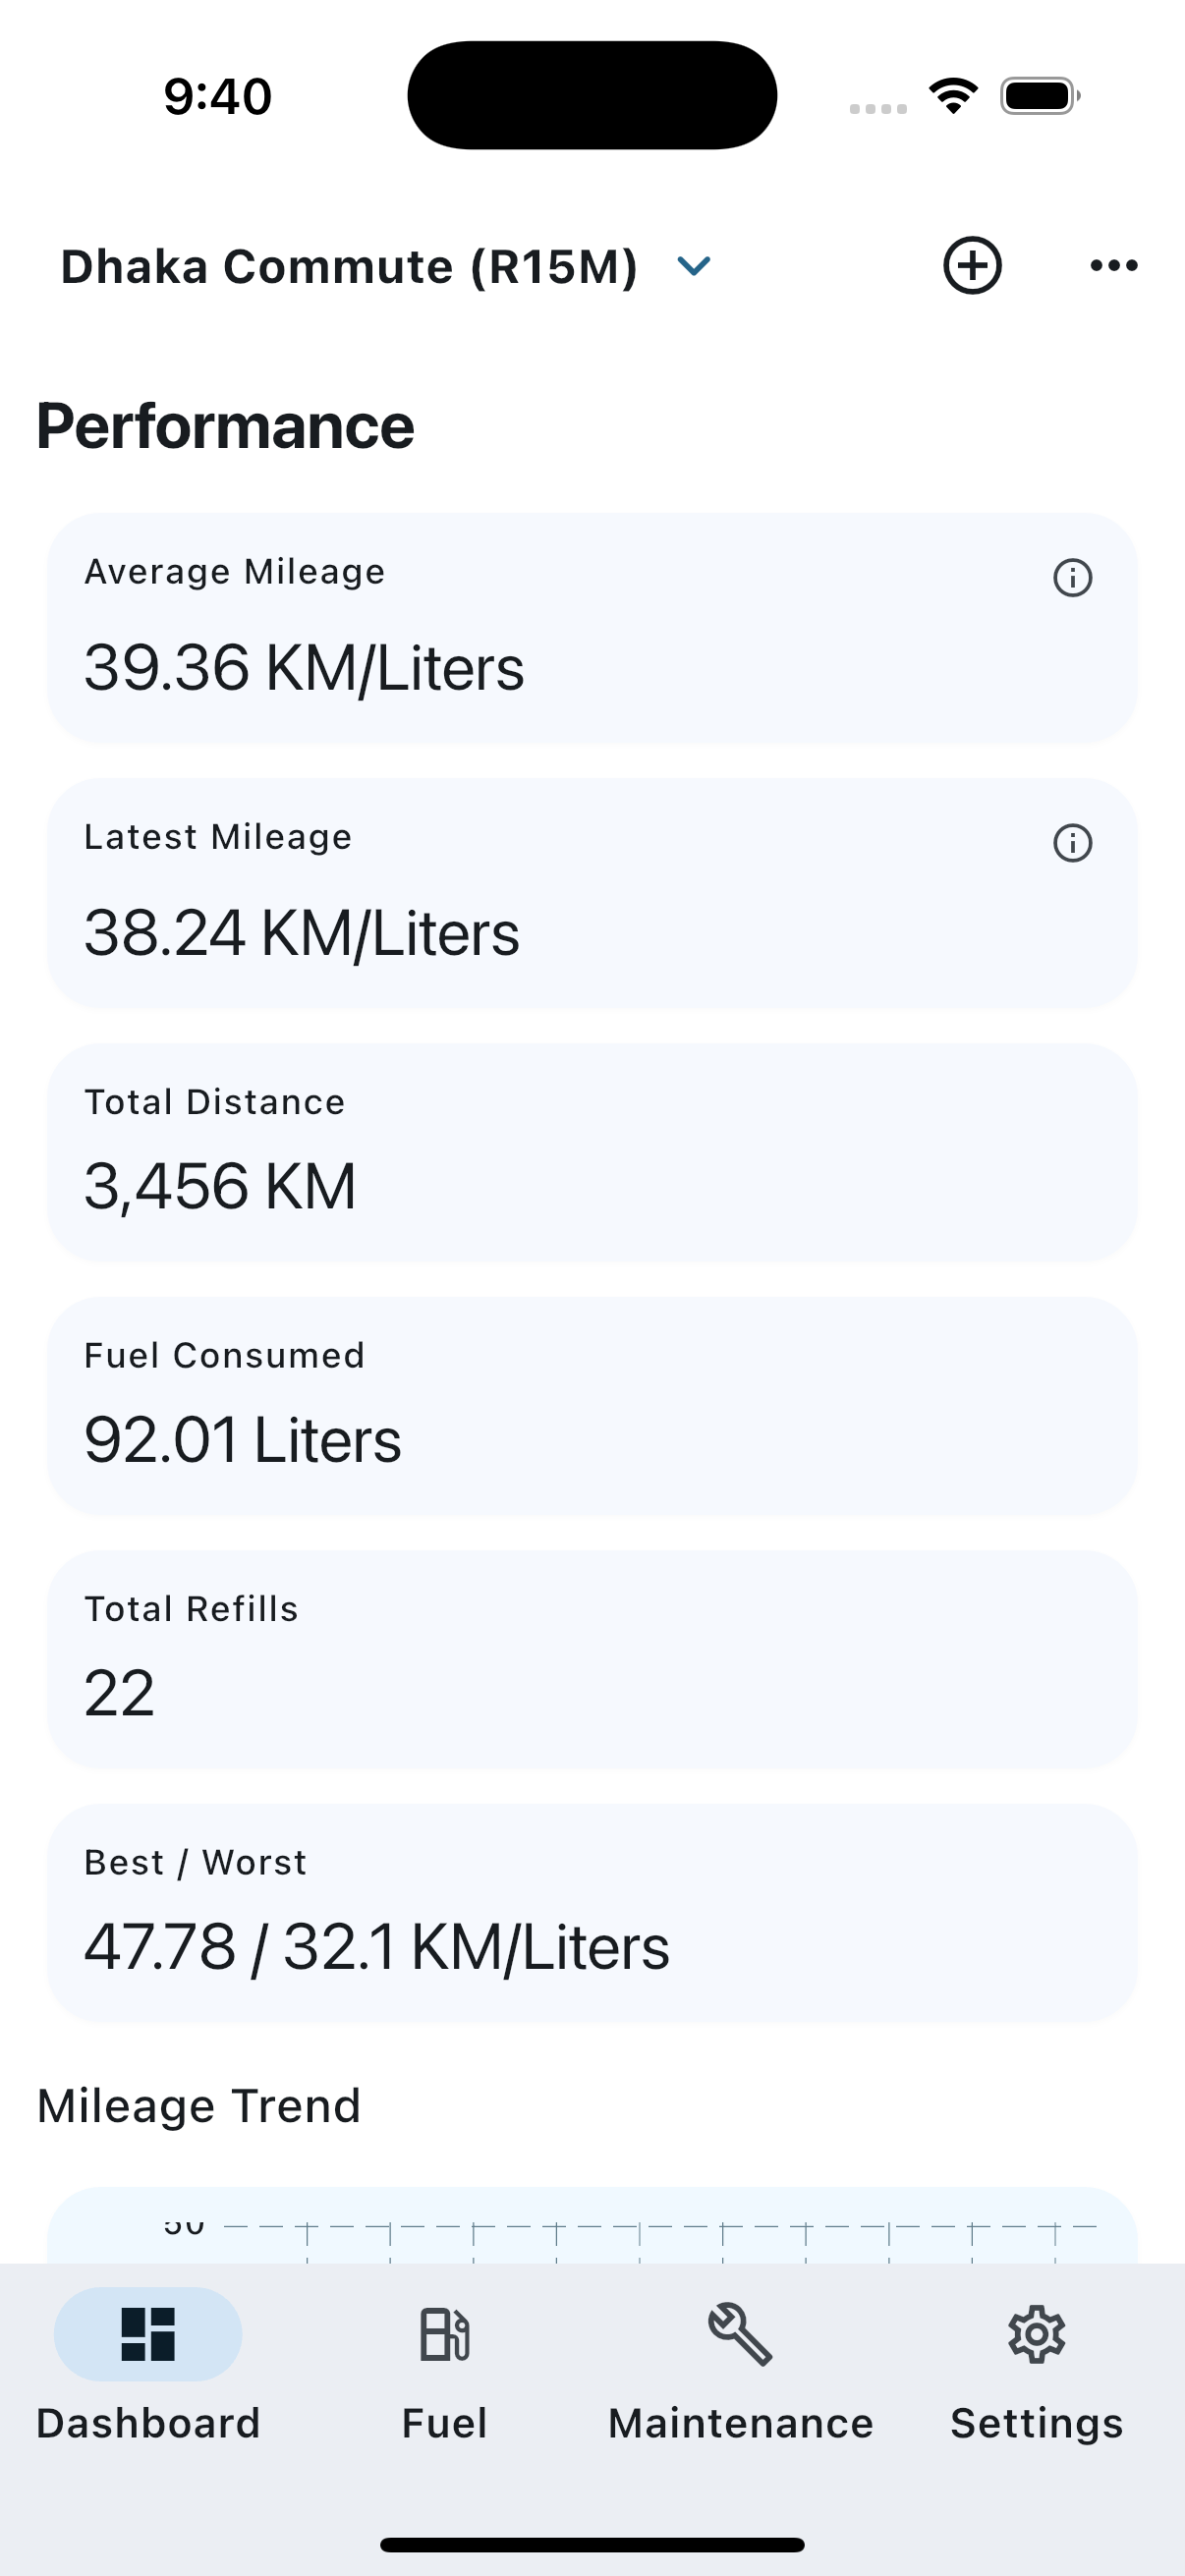 9:40
Dhaka Commute (R15M)
Performance
Average Mileage
39.36 KM/Liters
Latest Mileage
38.24 KM/Liters
Total Distance
3,456 KM
Fuel Consumed
92.01 Liters
Total Refills
22
Best / Worst
47.78 / 32.1 KM/Liters
Mileage Trend
50
Dashboard
Fuel
Maintenance
Settings